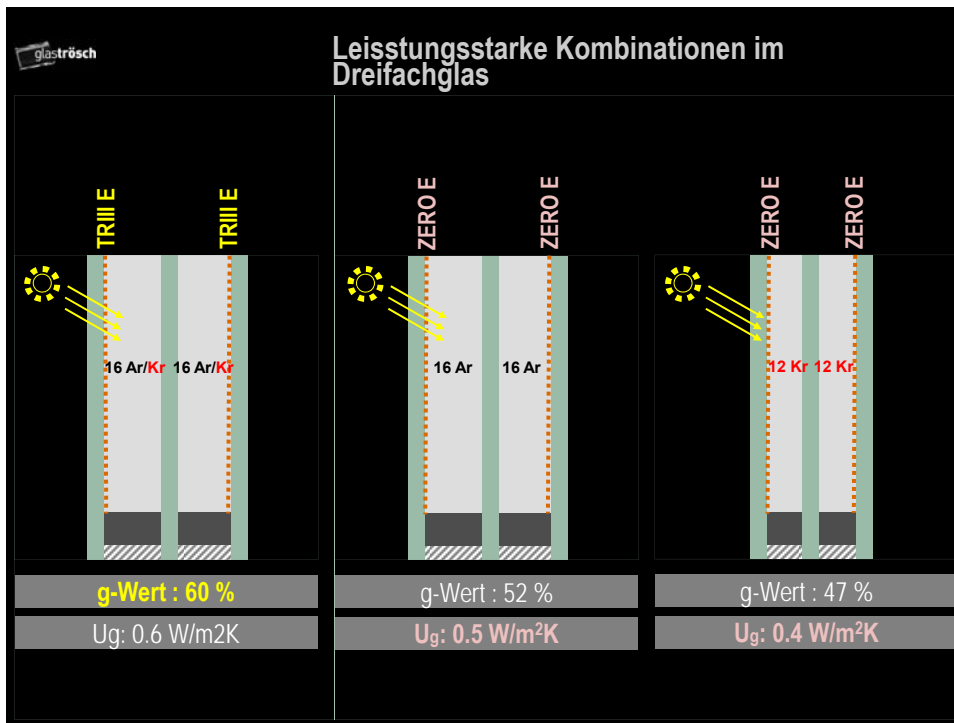 glaströsch
Leisstungsstarke Kombinationen im
Dreifachglas
TRIII E
TRIII E
16 Ar/Kr
16 Ar/Kr
g-Wert : 60 %
Ug: 0.6 W/m2K
ZERO E
ZERO E
16 Ar
16 Ar
g-Wert : 52 %
Ug: 0.5 W/m²K
ZERO E
ZERO E
12 Kr
12 Kr
g-Wert : 47 %
Ug: 0.4 W/m²K